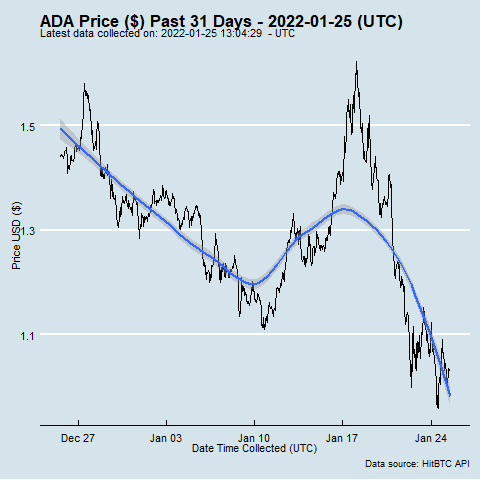 ADA Price ($) Past 31 Days - 2022-01-25 (UTC)
Latest data collected on: 2022-01-25 13:04:29 - UTC
1.5
1.3
1.1
Price USD ($)
Dec 27 Jan 03 Jan 10 Jan 17 Jan 24
Date Time Collected (UTC)
Data source: HitBTC API